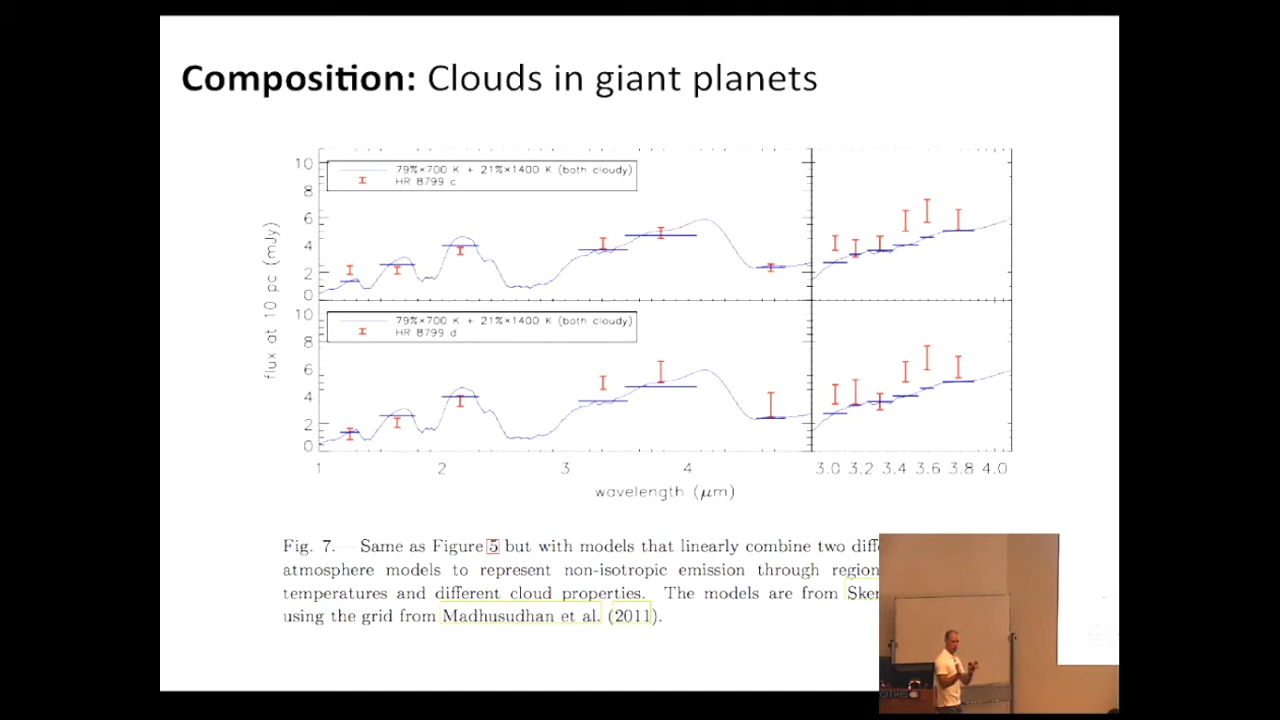 Composition: Clouds in giant planets
10
8
6
4
2
0
79%×700 K + 21%×1400 K (both cloudy)
HR 8799 c
10
8
6
4
2
0
79%×700 K + 21%×1400 K (both cloudy)
HR 8799 d
flux at 10 pc (mJy)
1 2 3 4 3.0 3.2 3.4 3.6 3.8 4.0
wavelength (μm)
Fig. 7.— Same as Figure 5 but with models that linearly combine two
atmosphere models to represent non-isotropic emission through
temperatures and different cloud properties. The models are from
using the grid from Madhusudhan et al. (2011).